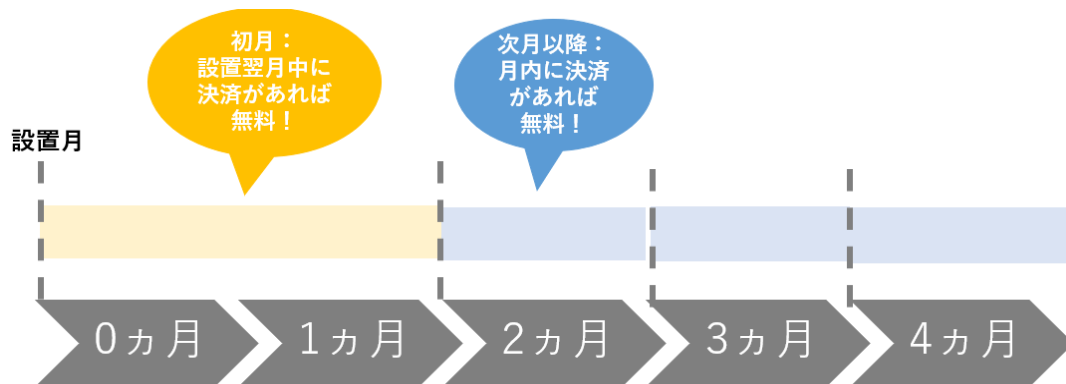 初月：
設置翌月中に
決済があれば
無料！
次月以降：
月内に決済
があれば
無料！
設置月
0ヵ月
1ヵ月
2ヵ月
3ヵ月
4ヵ月